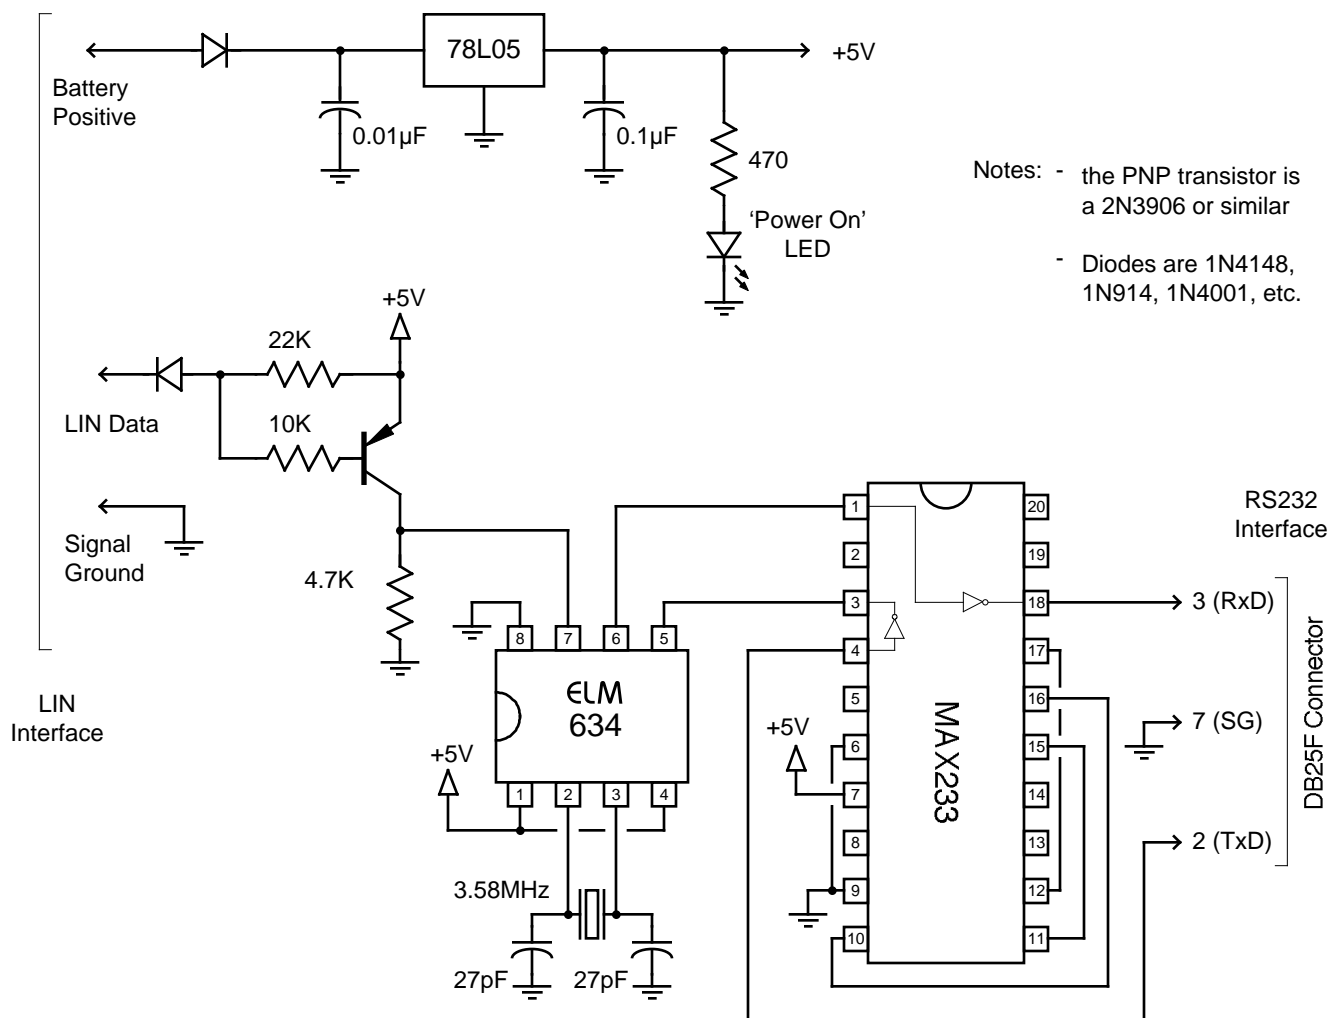 78L05
+5V
Battery
Positive
0.01µF
0.1µF
470
Notes: - the PNP transistor is
a 2N3906 or similar
- Diodes are 1N4148,
1N914, 1N4001, etc.
‘Power On’
LED
+5V
22K
LIN Data
10K
Signal
Ground
4.7K
LIN
Interface
8
7
6
5
ELM
634
1
2
3
4
+5V
3.58MHz
27pF
27pF
1
2
3
4
5
6
7
8
9
10
20
19
18
17
16
15
14
13
12
11
MAX233
+5V
RS232
Interface
3 (RxD)
7 (SG)
2 (TxD)
DB25F Connector